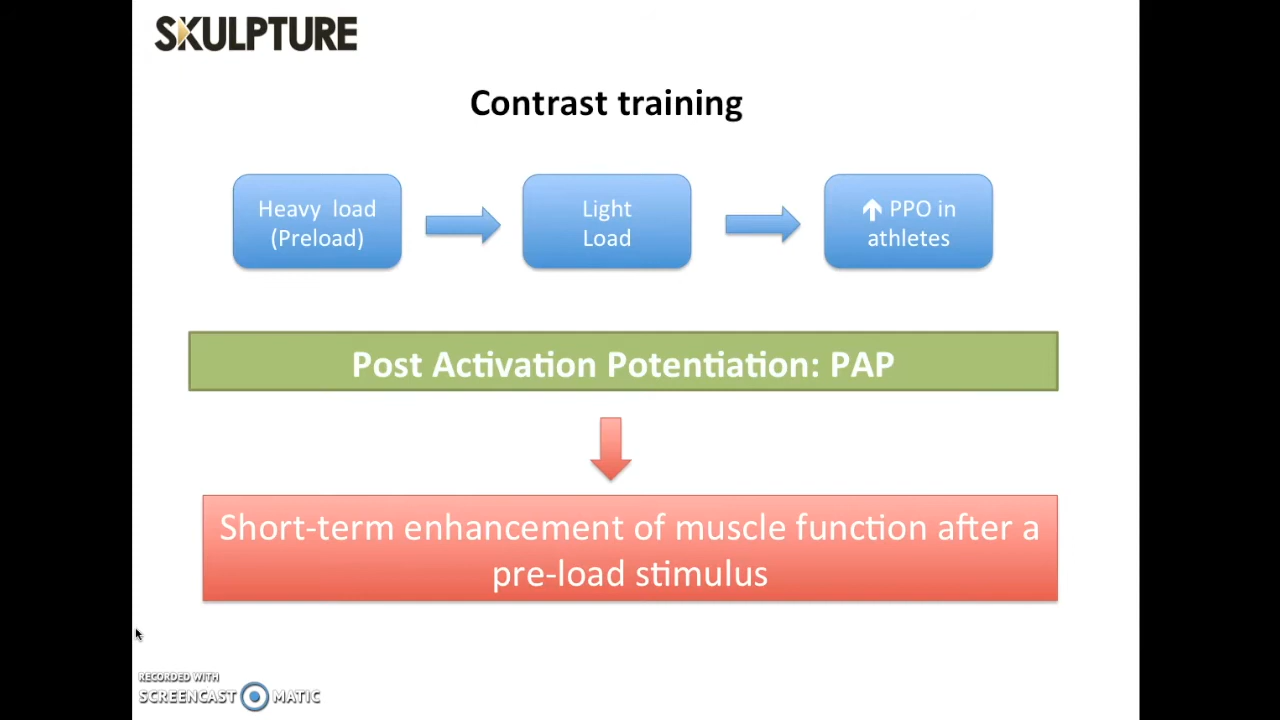 SKULPTURE
Contrast training
Heavy load
(Preload)
Light
Load
↑ PPO in
athletes
Post Activation Potentiation: PAP
Short-term enhancement of muscle function after a
pre-load stimulus
RECORDED WITH
SCREENCAST MATIC